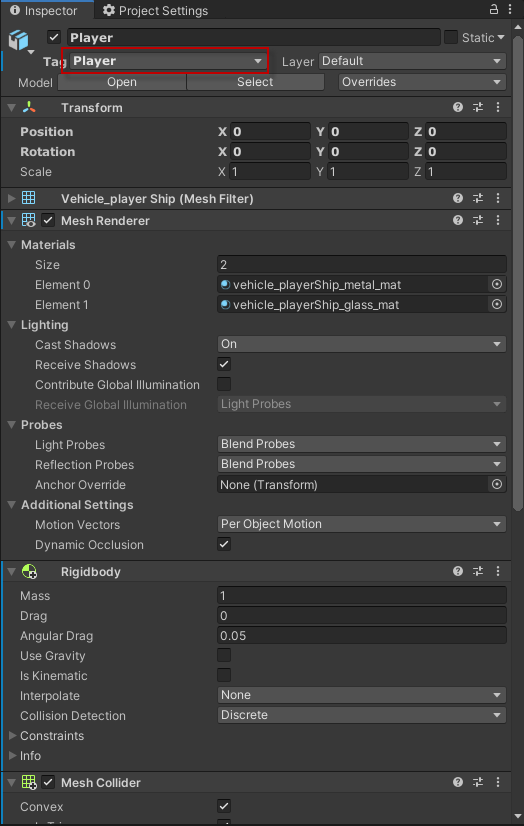 Inspector Project Settings
Player Static
Tag Player Layer Default
Model Open Select Overrides
Transform
Position X 0 Y 0 Z 0
Rotation X 0 Y 0 Z 0
Scale X 1 Y 1 Z 1
Vehicle_player Ship (Mesh Filter)
Mesh Renderer
Materials
Size 2
Element 0 vehicle_playerShip_metal_mat
Element 1 vehicle_playerShip_glass_mat
Lighting
Cast Shadows On
Receive Shadows
Contribute Global Illumination
Receive Global Illumination Light Probes
Probes
Light Probes Blend Probes
Reflection Probes Blend Probes
Anchor Override None (Transform)
Additional Settings
Motion Vectors Per Object Motion
Dynamic Occlusion
Rigidbody
Mass 1
Drag 0
Angular Drag 0.05
Use Gravity
Is Kinematic
Interpolate None
Collision Detection Discrete
Constraints
Info
Mesh Collider
Convex